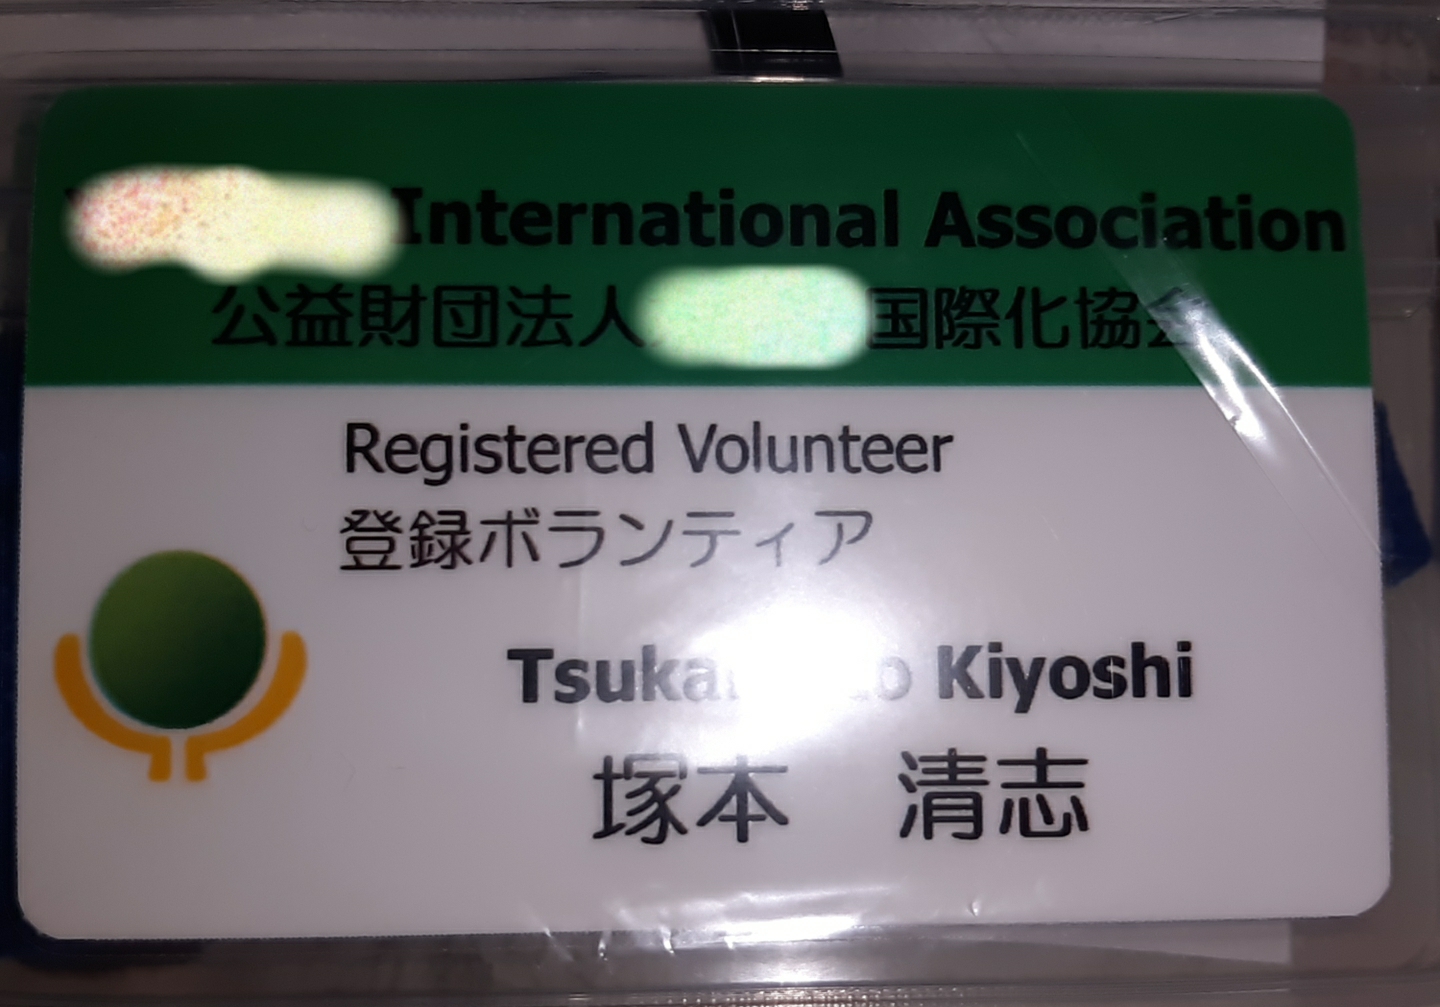 International Association
公益財団法人 国際化協会
Registered Volunteer
登録ボランティア
Kiyoshi
塚本 清志